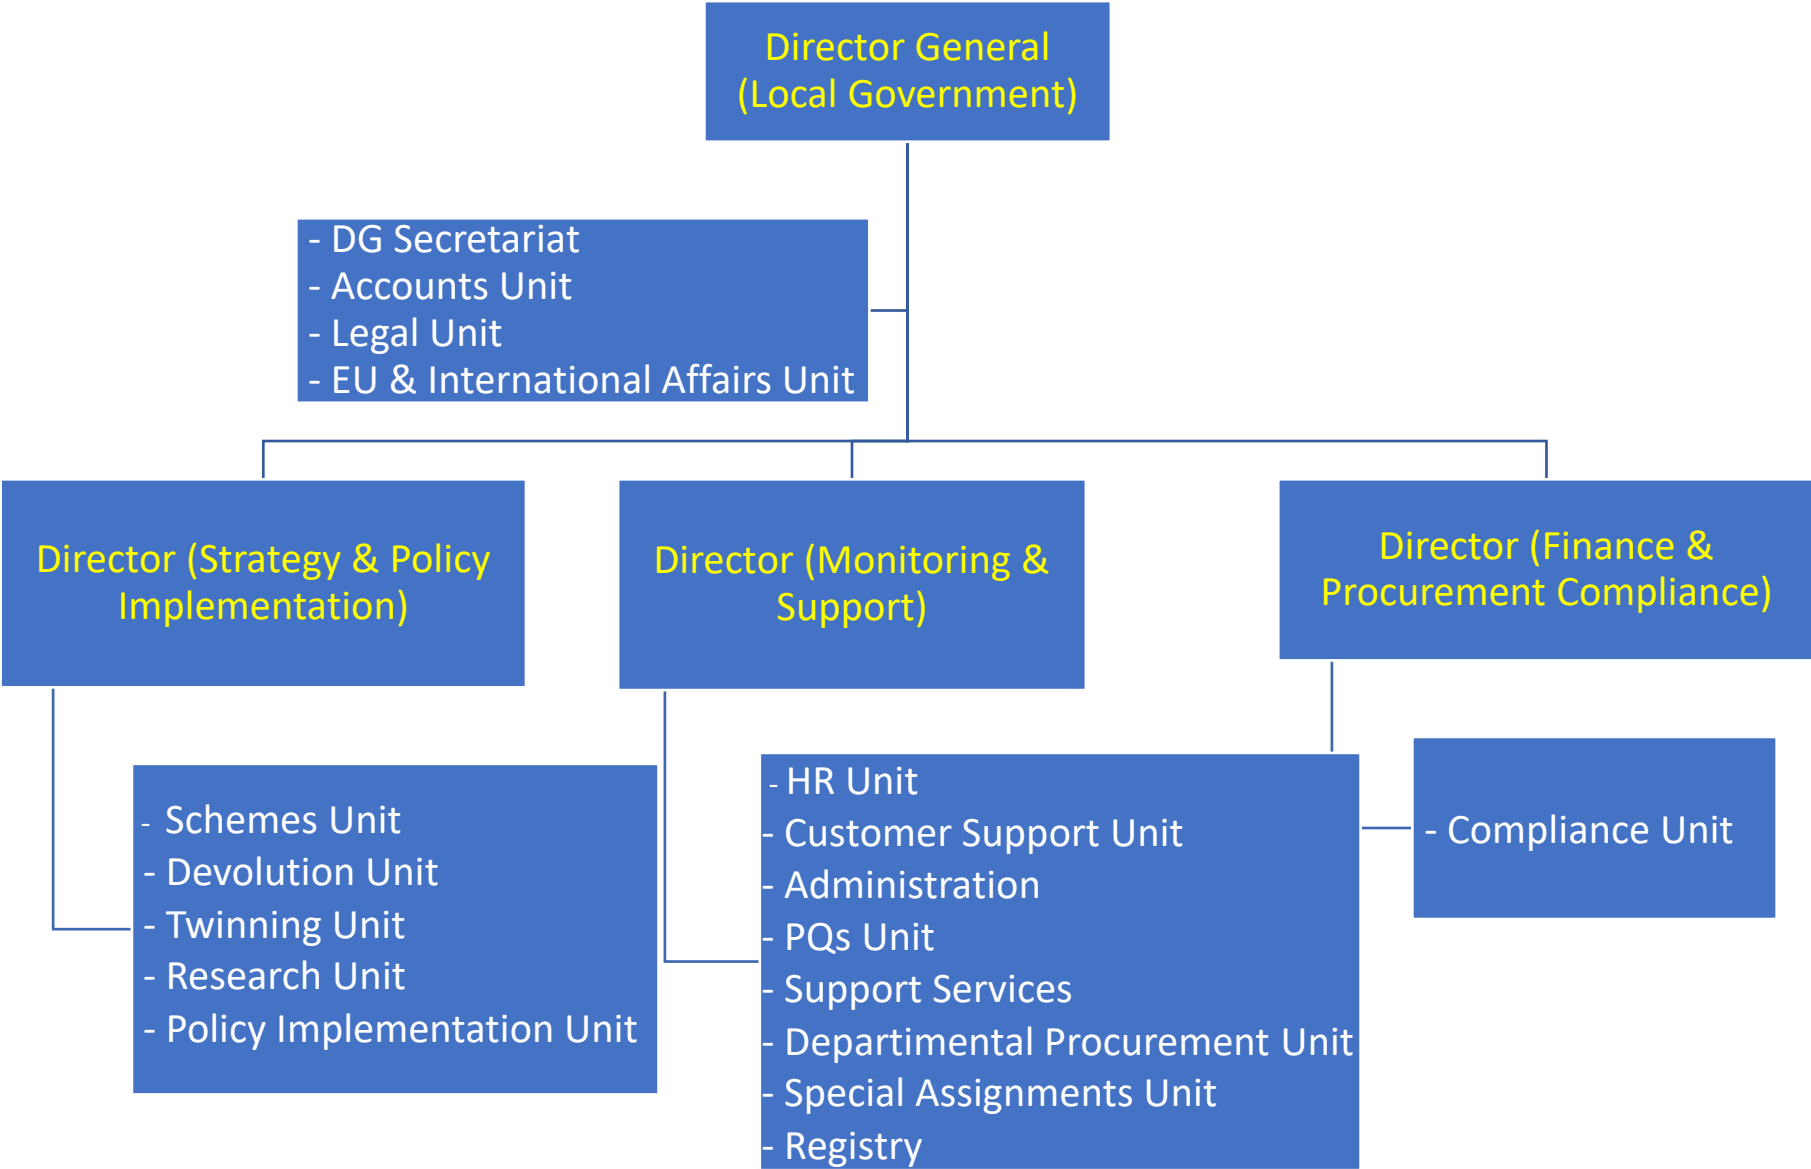 Director General
(Local Government)
- DG Secretariat
- Accounts Unit
- Legal Unit
- EU & International Affairs Unit
Director (Strategy & Policy
Implementation)
Director (Monitoring &
Support)
Director (Finance &
Procurement Compliance)
- Schemes Unit
- Devolution Unit
- Twinning Unit
- Research Unit
- Policy Implementation Unit
- HR Unit
- Customer Support Unit
- Administration
- PQs Unit
- Support Services
- Departimental Procurement Unit
- Special Assignments Unit
- Registry
- Compliance Unit